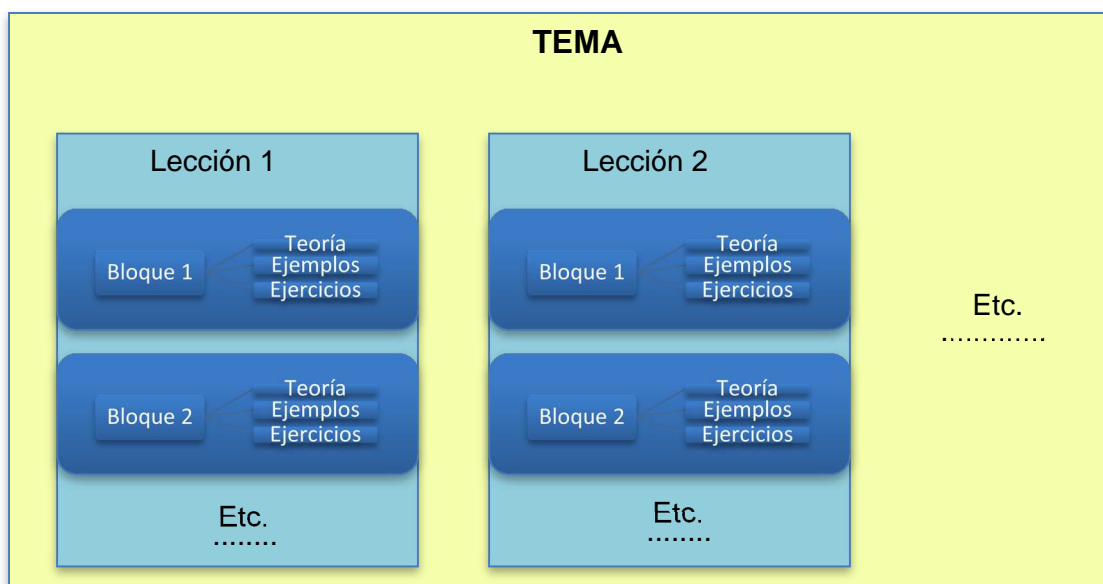 TEMA
Lección 1
Bloque 1
Teoría
Ejemplos
Ejercicios
Bloque 2
Teoría
Ejemplos
Ejercicios
Etc.
........
Lección 2
Bloque 1
Teoría
Ejemplos
Ejercicios
Bloque 2
Teoría
Ejemplos
Ejercicios
Etc.
........
Etc.
.............